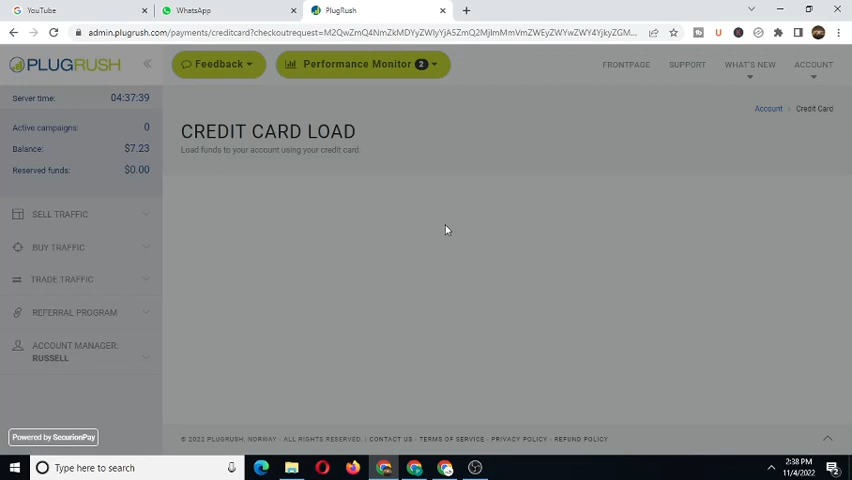 YouTube
WhatsApp
PlugRush
admin.plugrush.com/payments/creditcard?checkoutrequest=
PLUGRUSH
Feedback
Performance Monitor 2
FRONTPAGE
SUPPORT
WHAT'S NEW
ACCOUNT
Server time: 04:37:39
Active campaigns: 0
Balance: $7.23
Reserved funds: $0.00
SELL TRAFFIC
BUY TRAFFIC
TRADE TRAFFIC
REFERRAL PROGRAM
ACCOUNT MANAGER:
RUSSELL
Account > Credit Card
CREDIT CARD LOAD
Load funds to your account using your credit card.
Powered by SecurionPay
© 2022 PLUGRUSH, NORWAY - ALL RIGHTS RESERVED. | CONTACT US - TERMS OF SERVICE - PRIVACY POLICY - REFUND POLICY
Type here to search
2:38 PM
11/4/2022
2